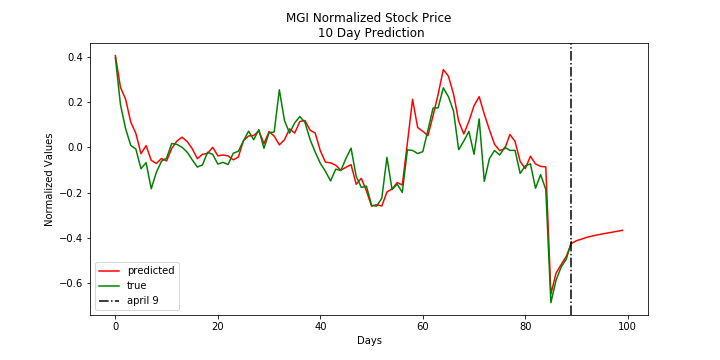 MGI Normalized Stock Price
10 Day Prediction
Normalized Values
0.4
0.2
0.0
−0.2
−0.4
−0.6
predicted
true
april 9
0 20 40 60 80 100
Days